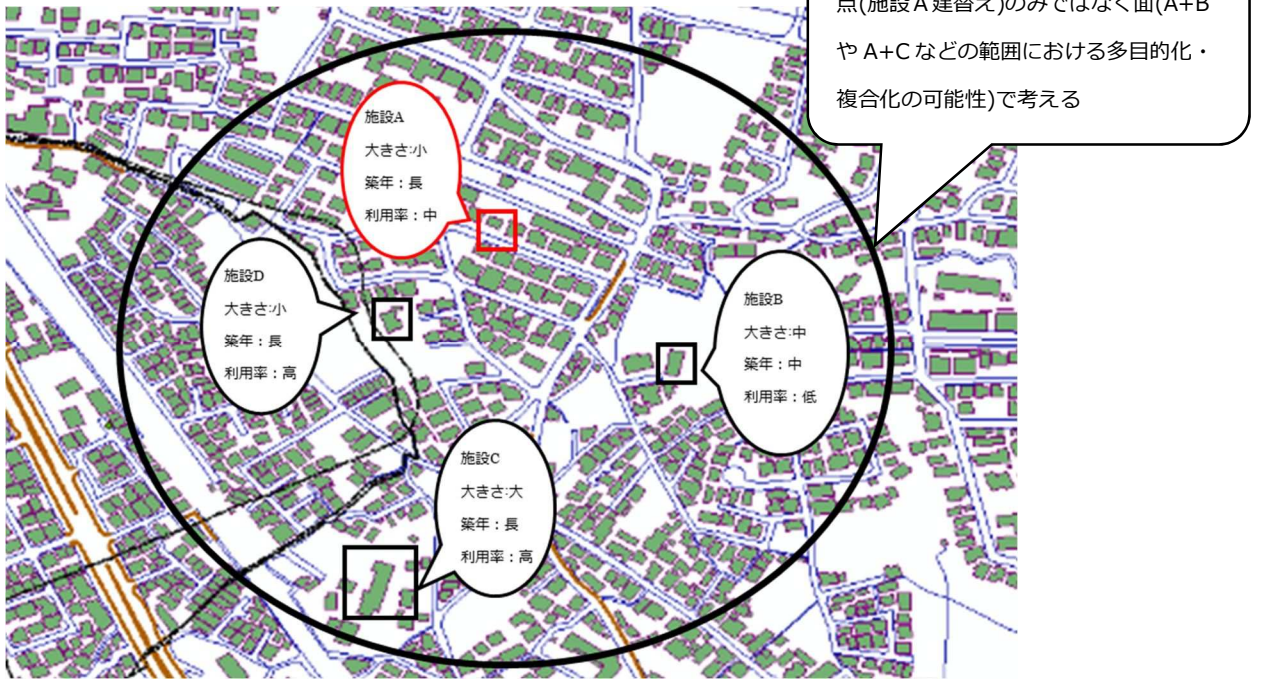 点(施設A建替え)のみではなく面(A+B
や A+C などの範囲における多目的化・
複合化の可能性)で考える
施設A
大きさ:小
築年：長
利用率：中
施設D
大きさ:小
築年：長
利用率：高
施設B
大きさ:中
築年：中
利用率：低
施設C
大きさ:大
築年：長
利用率：高